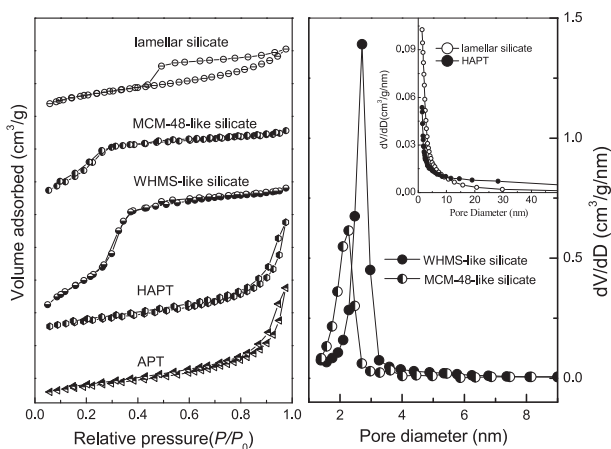 lamellar silicate
MCM-48-like silicate
WHMS-like silicate
HAPT
APT
Volume adsorbed (cm³/g)
0.0 0.2 0.4 0.6 0.8 1.0
Relative pressure(P/P₀)
lamellar silicate
HAPT
0.09
0.06
0.03
0.00
dV/dD(cm³/g/nm)
0 10 20 30 40
Pore Diameter (nm)
WHMS-like silicate
MCM-48-like silicate
1.5
1.0
0.5
0.0
dV/dD (cm³/g/nm)
2 4 6 8
Pore diameter (nm)